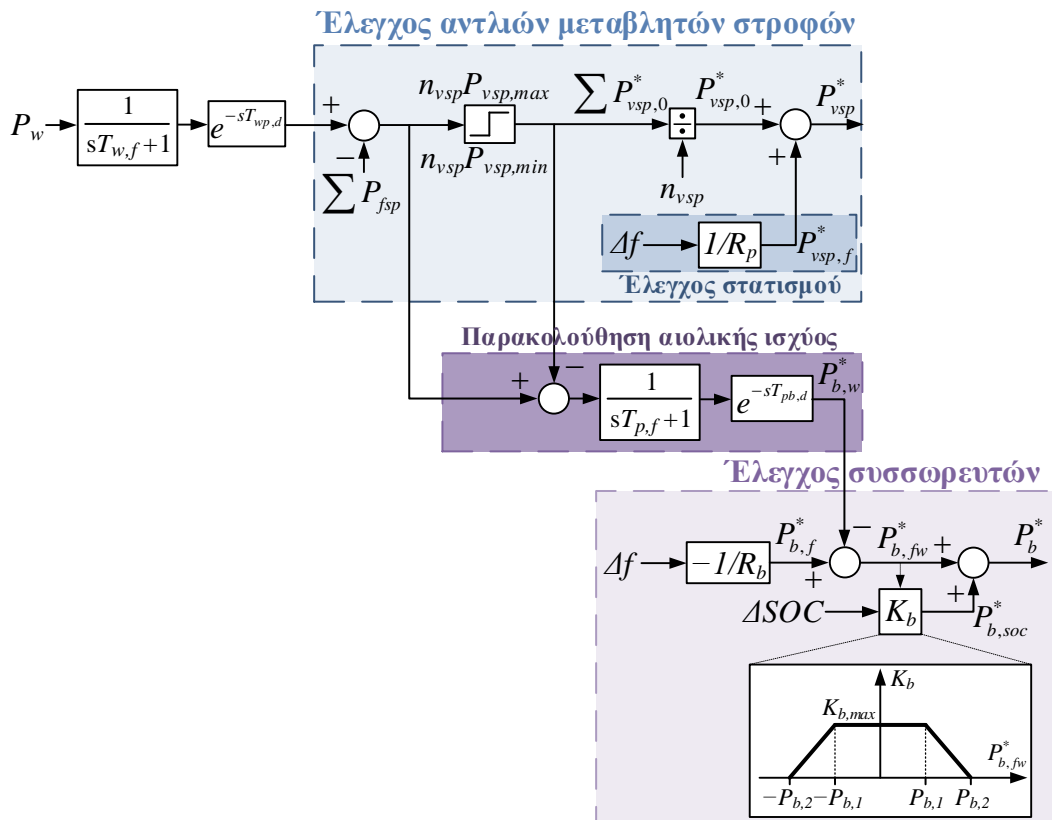 Έλεγχος αντλιών μεταβλητών στροφών
P_w
1
sT_{w,f}+1
e^{-sT_{wp,d}}
+
−
∑ P_{fsp}
n_{vsp}P_{vsp,max}
n_{vsp}P_{vsp,min}
∑ P^*_{vsp,0}
÷
n_{vsp}
P^*_{vsp,0}
+
+
P^*_{vsp}
Δf
1/R_p
P^*_{vsp,f}
Έλεγχος στατισμού
Παρακολούθηση αιολικής ισχύος
+
−
1
sT_{p,f}+1
e^{-sT_{pb,d}}
P^*_{b,w}
Έλεγχος συσσωρευτών
Δf
−1/R_b
P^*_{b,f}
+
−
P^*_{b,fw}
+
+
P^*_b
ΔSOC
K_b
P^*_{b,soc}
K_b
K_{b,max}
P^*_{b,fw}
−P_{b,2} −P_{b,1} P_{b,1} P_{b,2}